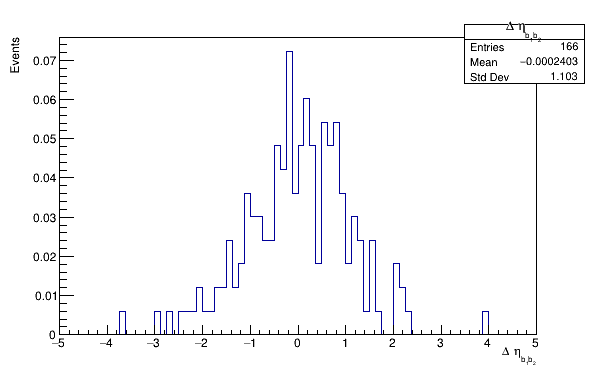 Δ η b₁b₂
Entries 166
Mean −0.0002403
Std Dev 1.103
Events
0.07
0.06
0.05
0.04
0.03
0.02
0.01
0
−5 −4 −3 −2 −1 0 1 2 3 4 5
Δ η b₁b₂